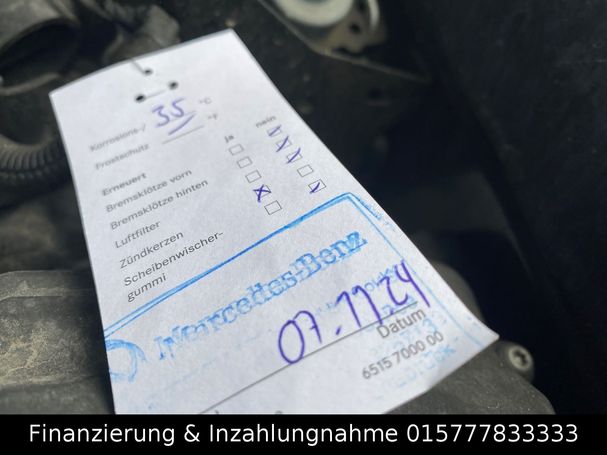 Korrosions-/ 35 °C
Frostschutz °F
ja nein
Erneuert
Bremsklötze vorn
Bremsklötze hinten
Luftfilter
Zündkerzen
Scheibenwischer-
gummi
Mercedes-Benz
07.11.24
Datum
6515 7000 00
Finanzierung & Inzahlungnahme 015777833333